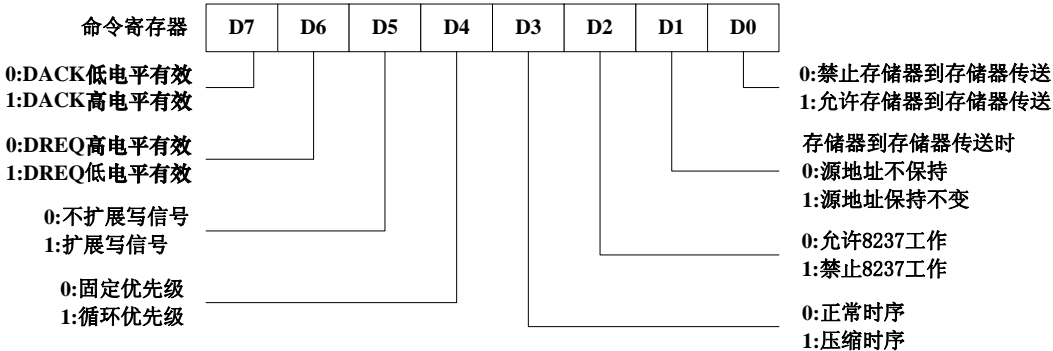 命令寄存器 D7 D6 D5 D4 D3 D2 D1 D0
0:DACK低电平有效
1:DACK高电平有效
0:DREQ高电平有效
1:DREQ低电平有效
0:不扩展写信号
1:扩展写信号
0:固定优先级
1:循环优先级
0:禁止存储器到存储器传送
1:允许存储器到存储器传送
存储器到存储器传送时
0:源地址不保持
1:源地址保持不变
0:允许8237工作
1:禁止8237工作
0:正常时序
1:压缩时序